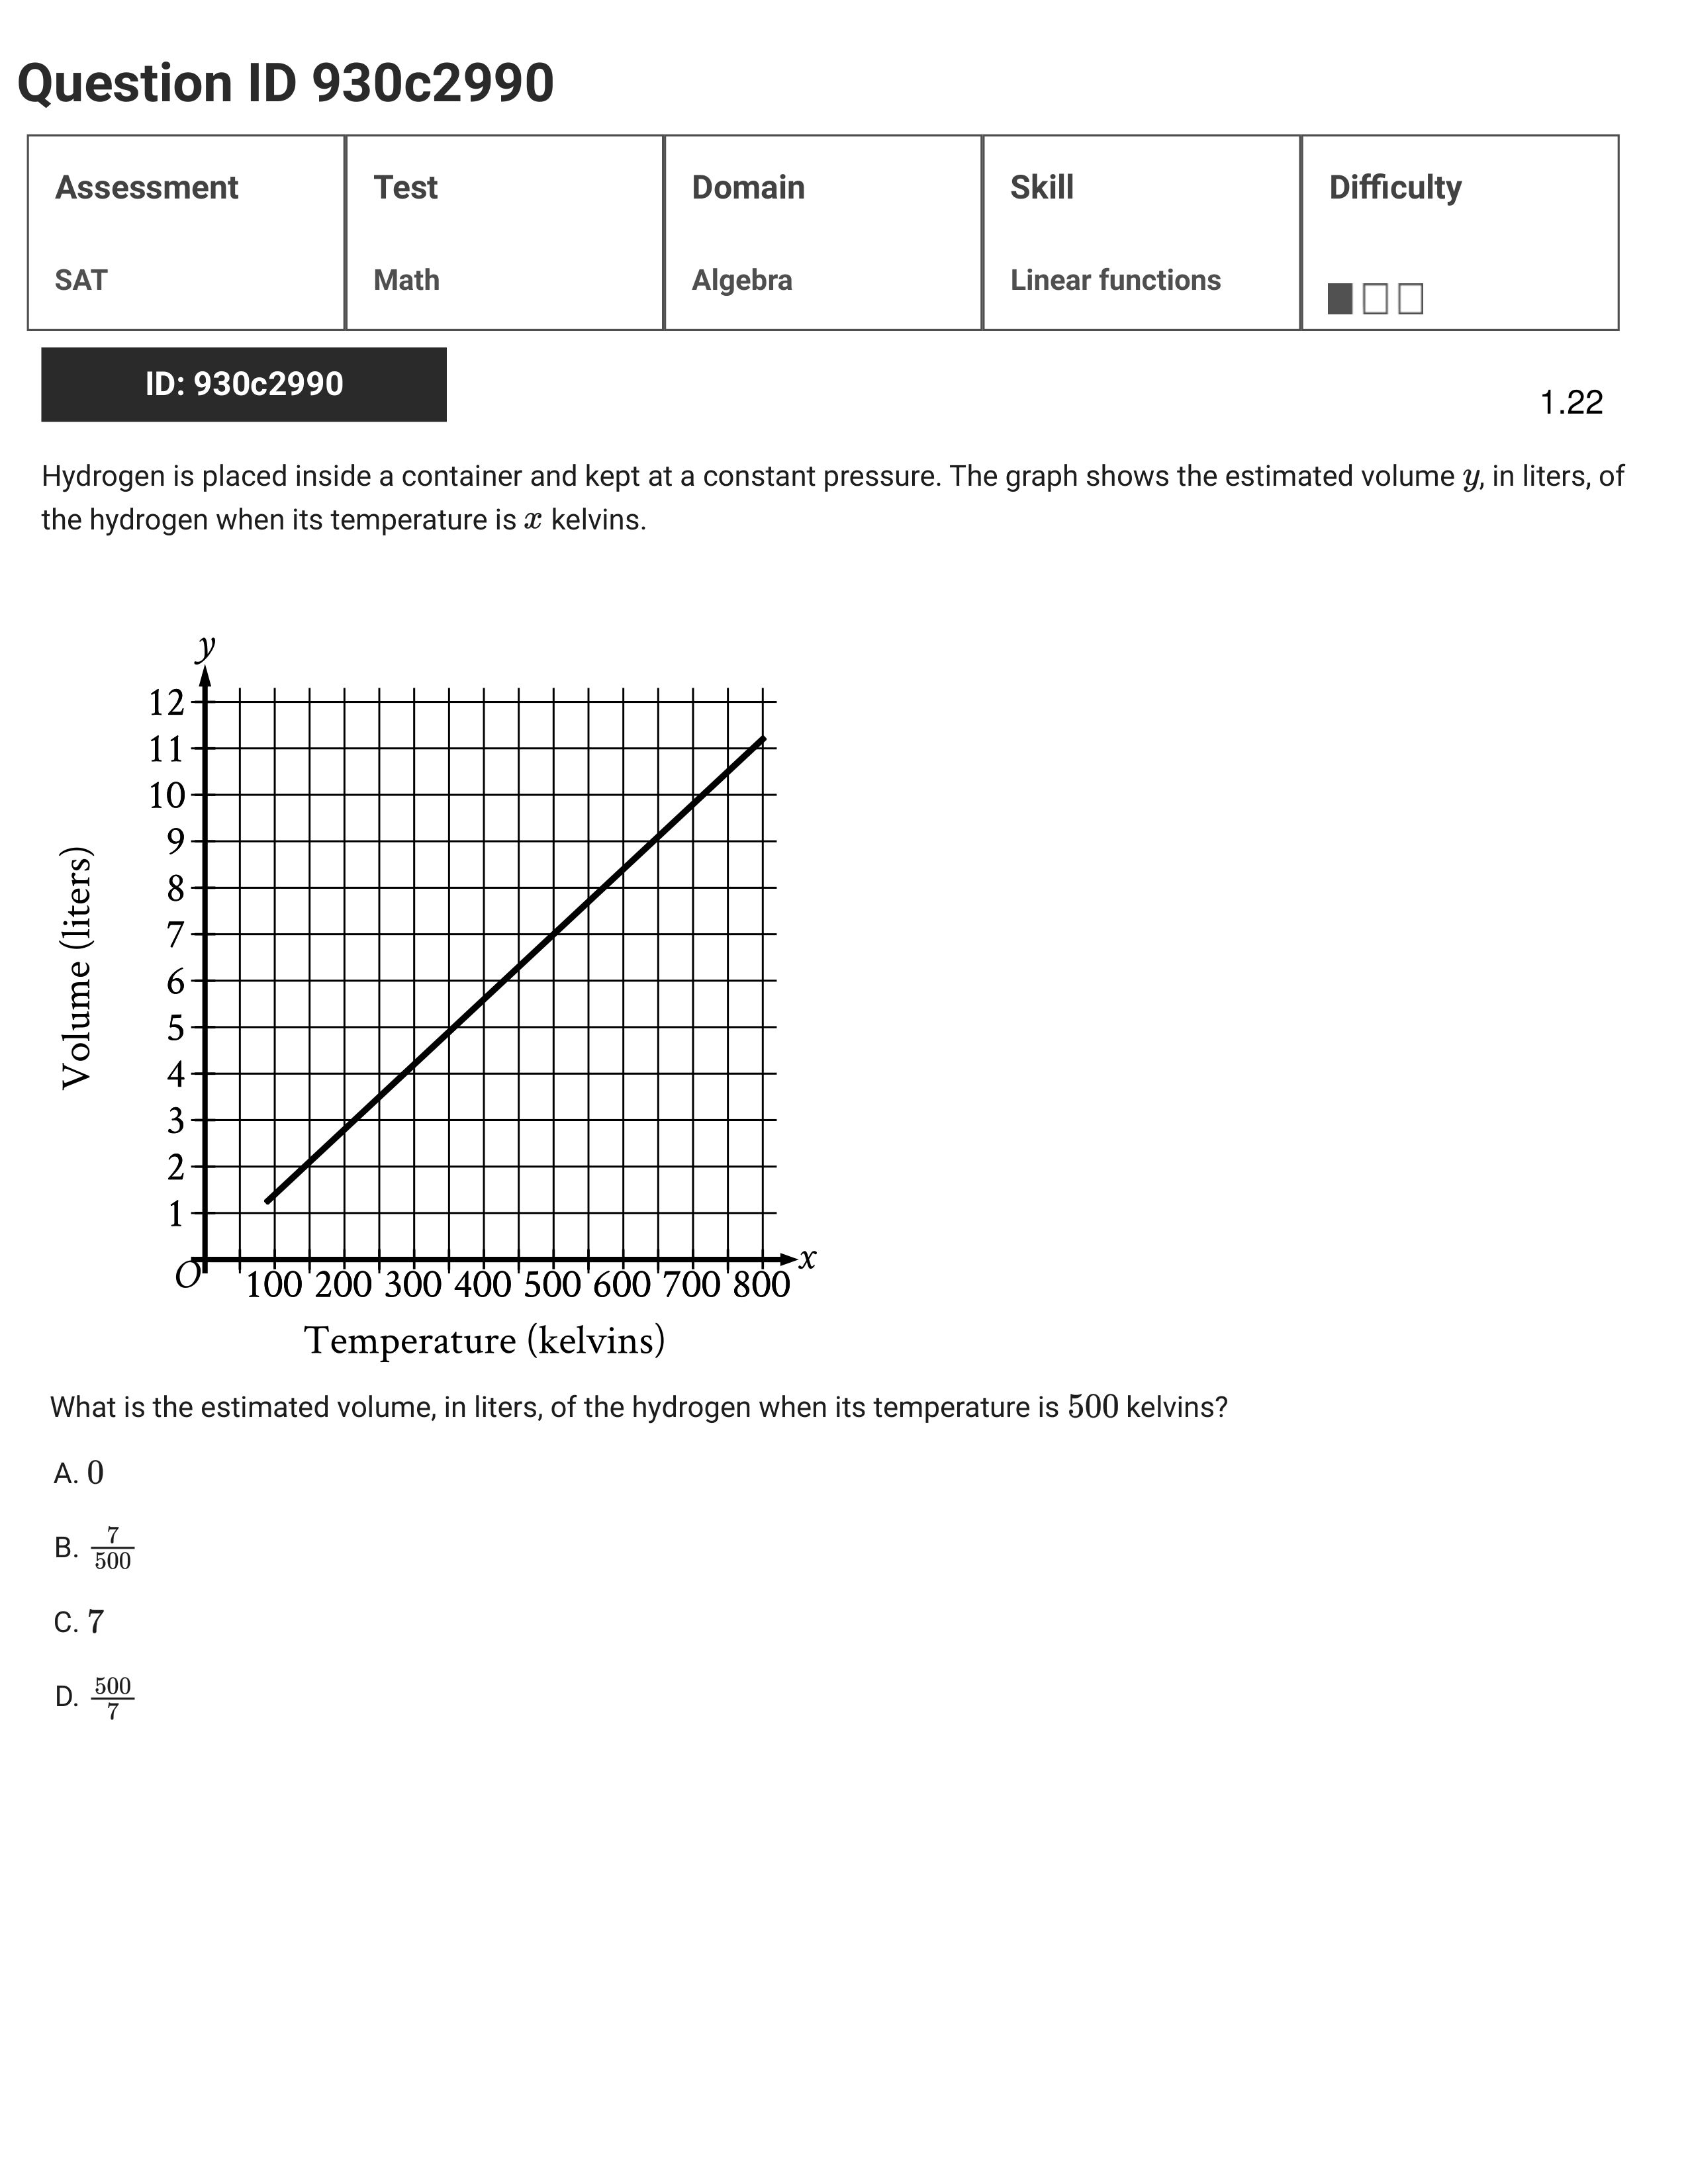 Question ID 930c2990
Assessment Test Domain Skill Difficulty
SAT Math Algebra Linear functions
ID: 930c2990
1.22
Hydrogen is placed inside a container and kept at a constant pressure. The graph shows the estimated volume y, in liters, of
the hydrogen when its temperature is x kelvins.
y
12
11
10
9
8
7
6
5
4
3
2
1
Volume (liters)
O 100 200 300 400 500 600 700 800 x
Temperature (kelvins)
What is the estimated volume, in liters, of the hydrogen when its temperature is 500 kelvins?
A. 0
B. 7/500
C. 7
D. 500/7